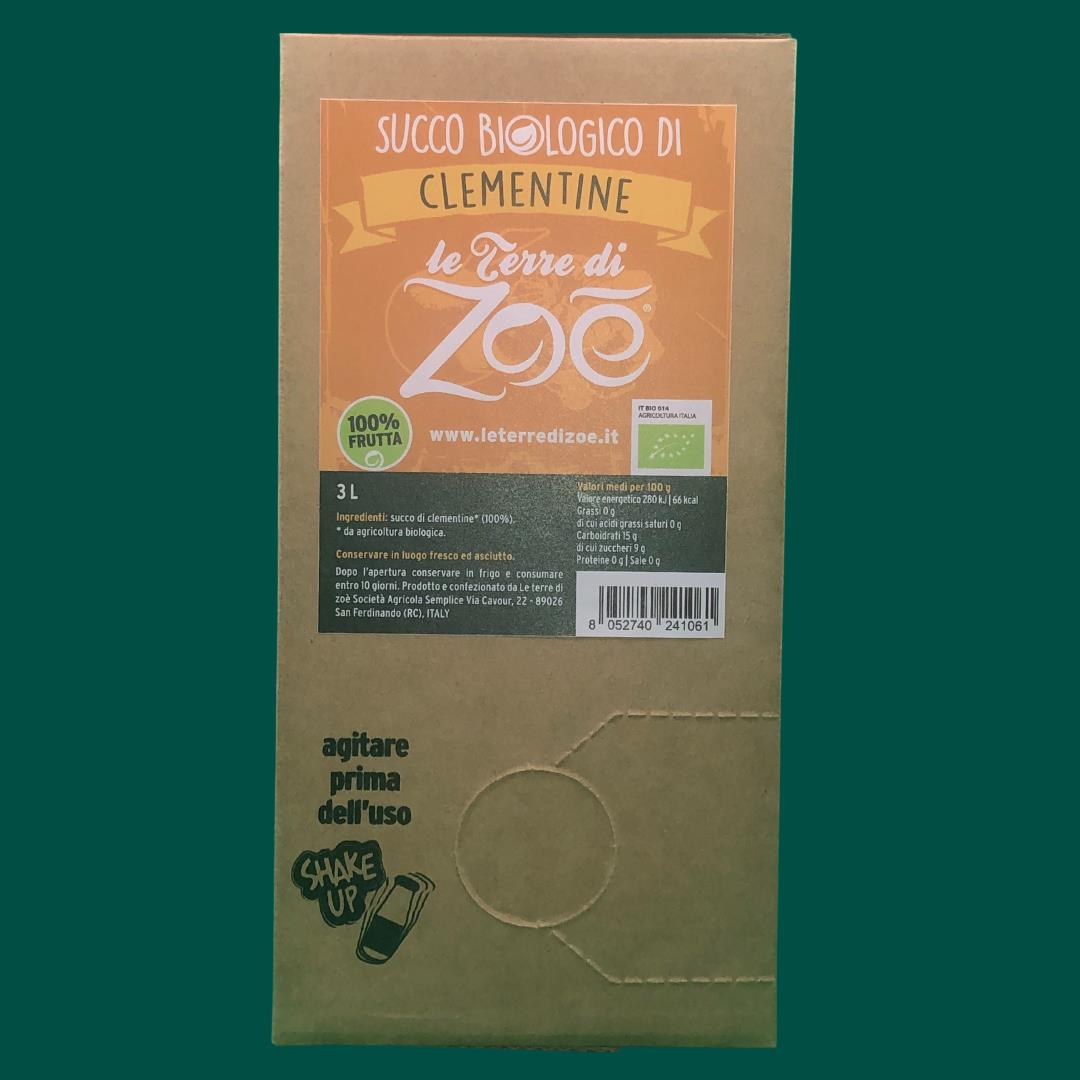 SUCCO BIOLOGICO DI
CLEMENTINE
le Terre di
Zoē®
100%
FRUTTA
www.leterredizoe.it
IT BIO 014
AGRICOLTURA ITALIA
3 L
Ingredienti: succo di clementine* (100%).
* da agricoltura biologica.
Conservare in luogo fresco ed asciutto.
Dopo l'apertura conservare in frigo e consumare
entro 10 giorni. Prodotto e confezionato da Le terre di
zoè Società Agricola Semplice Via Cavour, 22 - 89026
San Ferdinando (RC), ITALY
Valori medi per 100 g
Valore energetico 280 kJ | 66 kcal
Grassi 0 g
di cui acidi grassi saturi 0 g
Carboidrati 15 g
di cui zuccheri 9 g
Proteine 0 g | Sale 0 g
8 052740 241061
agitare
prima
dell'uso
SHAKE
UP